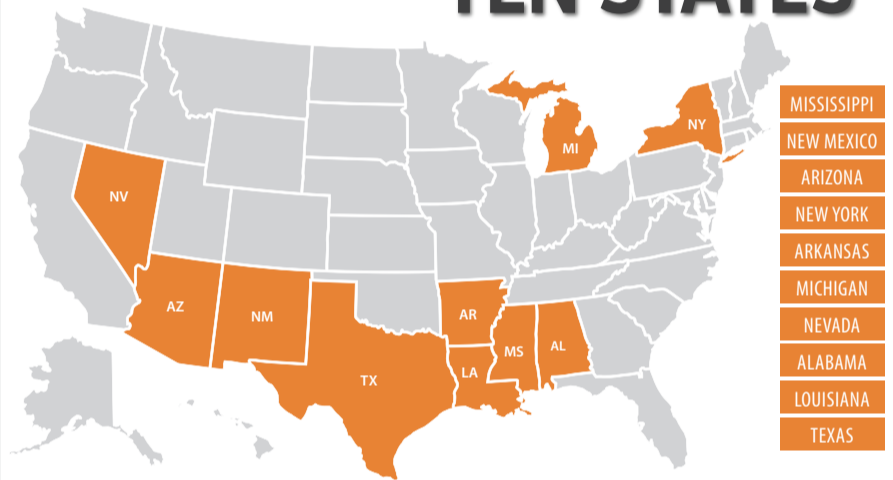 TEN STATES
MISSISSIPPI
NY
NEW MEXICO
MI
ARIZONA
NV
NEW YORK
ARKANSAS
MICHIGAN
AZ
NM
AR
NEVADA
MS
AL
ALABAMA
LA
TX
LOUISIANA
TEXAS